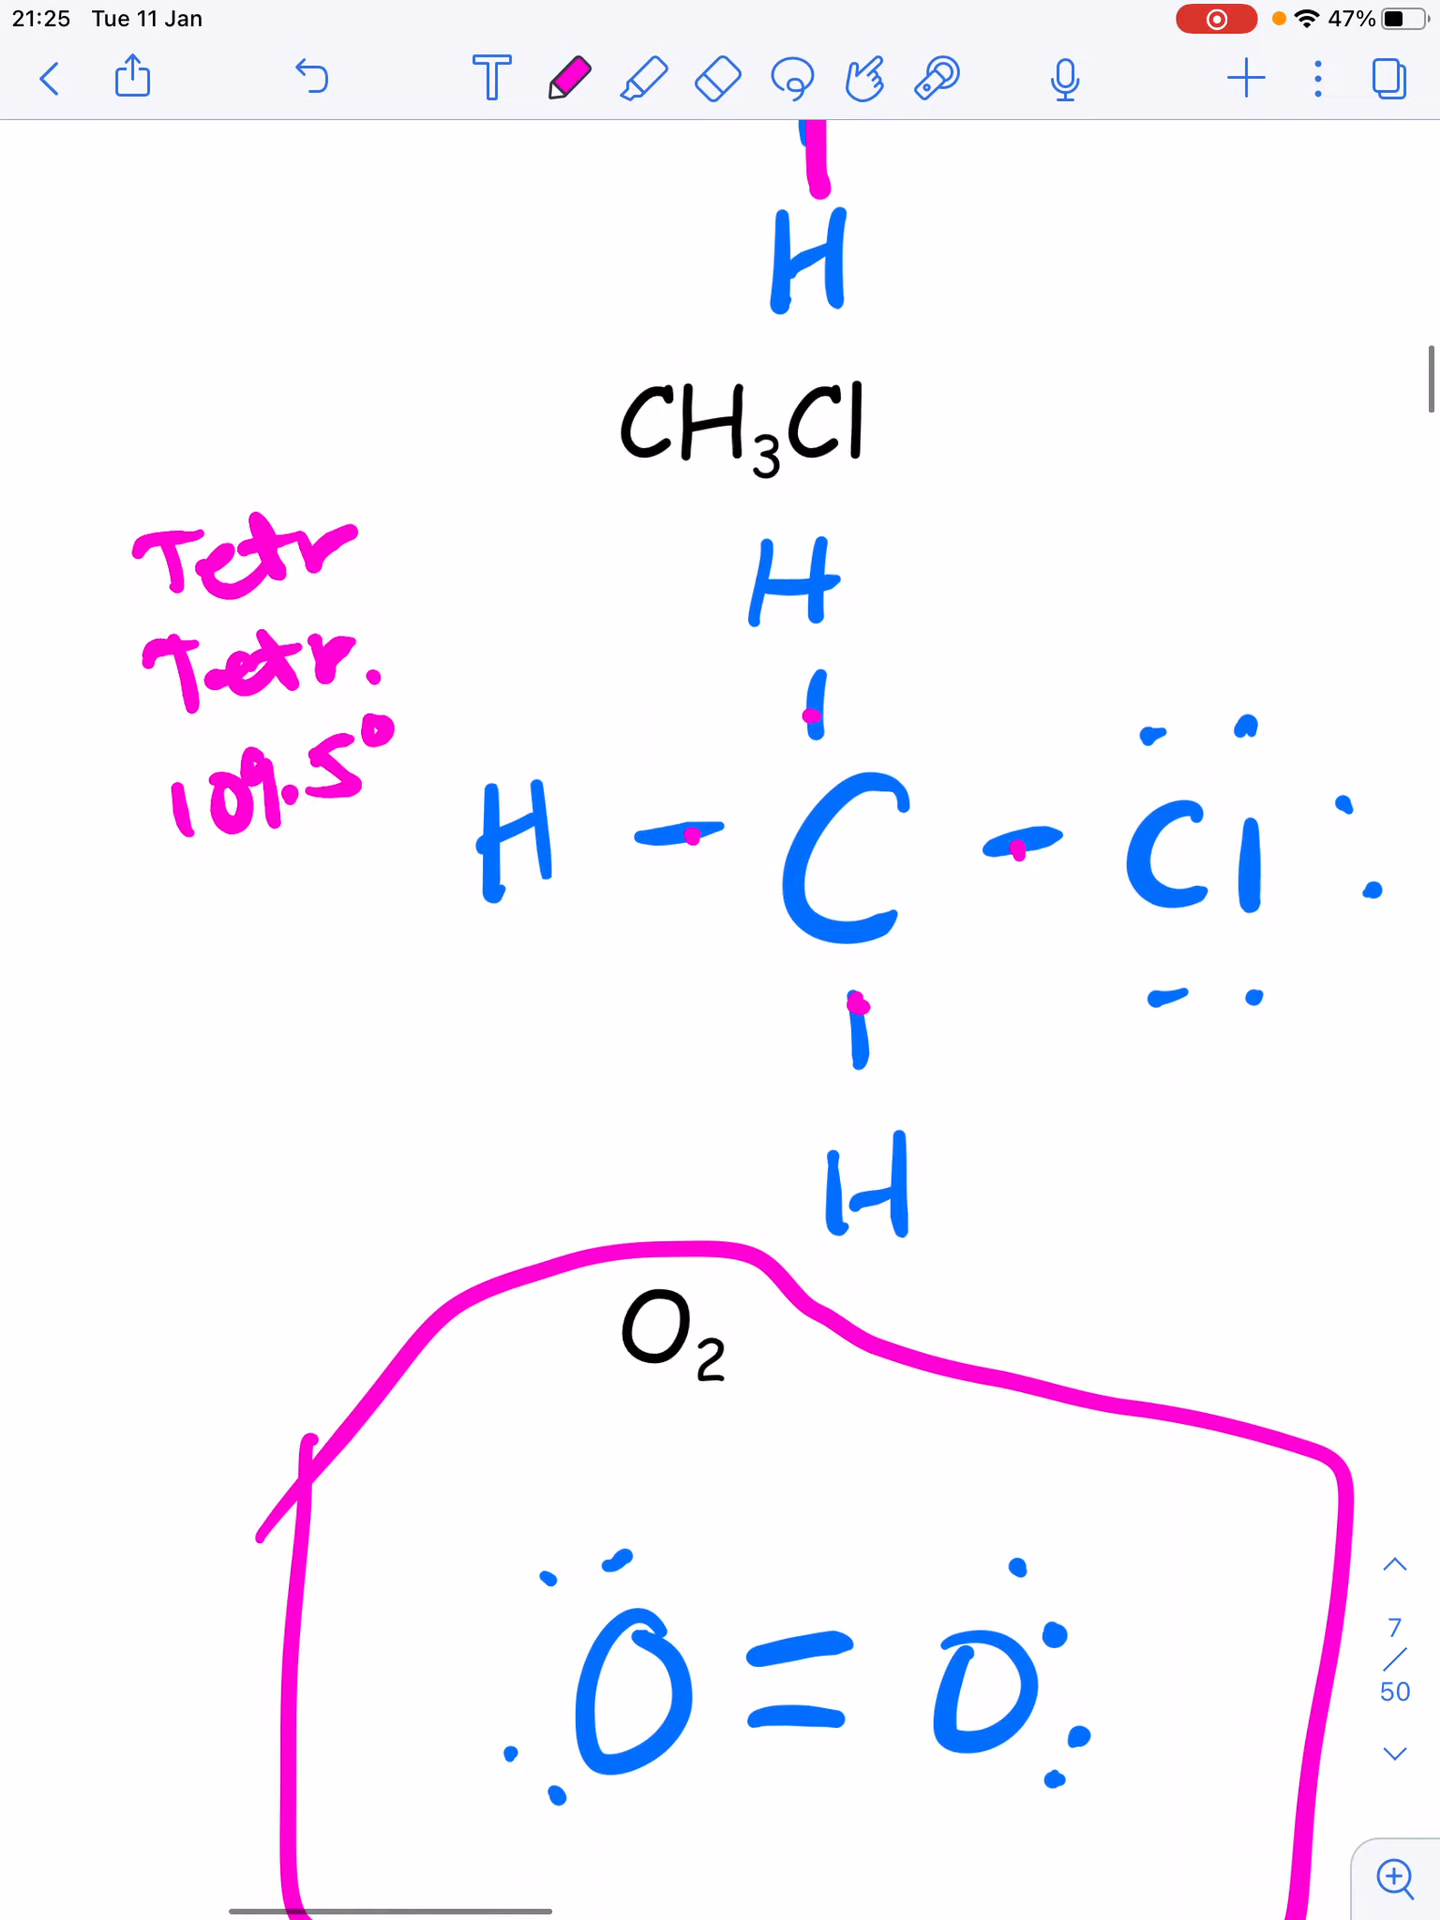 21:25 Tue 11 Jan 47%
T
H
CH₃Cl
Tetr
Tetr.
109.5°
H
H - C - Cl
H
O₂
O = O
7
/
50